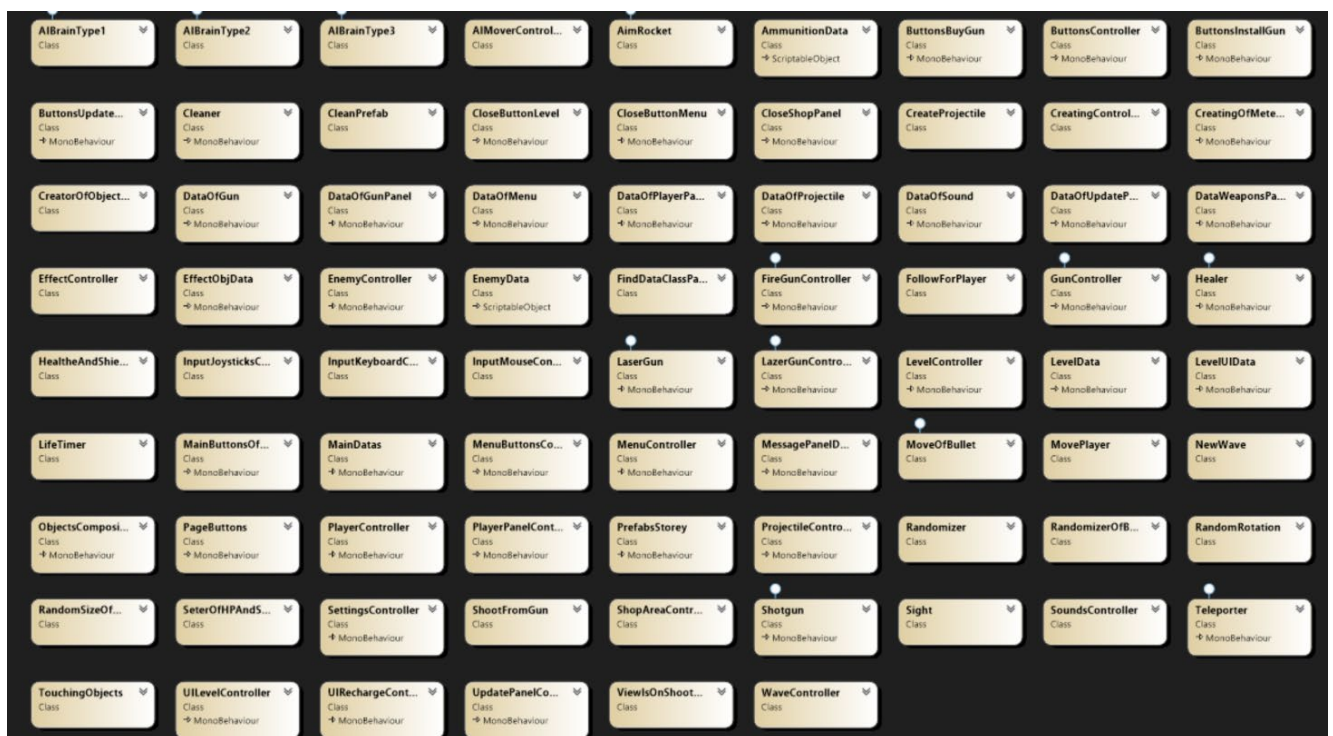 AIBrainType1
Class
AIBrainType2
Class
AIBrainType3
Class
AIMoverControl...
Class
AimRocket
Class
AmmunitionData
Class
ScriptableObject
ButtonsBuyGun
Class
MonoBehaviour
ButtonsController
Class
MonoBehaviour
ButtonsInstallGun
Class
MonoBehaviour
ButtonsUpdate...
Class
MonoBehaviour
Cleaner
Class
MonoBehaviour
CleanPrefab
Class
CloseButtonLevel
Class
MonoBehaviour
CloseButtonMenu
Class
MonoBehaviour
CloseShopPanel
Class
MonoBehaviour
CreateProjectile
Class
CreatingControl...
Class
CreatingOfMete...
Class
MonoBehaviour
CreatorOfObject...
Class
DataOfGun
Class
MonoBehaviour
DataOfGunPanel
Class
MonoBehaviour
DataOfMenu
Class
MonoBehaviour
DataOfPlayerPa...
Class
MonoBehaviour
DataOfProjectile
Class
MonoBehaviour
DataOfSound
Class
MonoBehaviour
DataOfUpdateP...
Class
MonoBehaviour
DataWeaponsPa...
Class
MonoBehaviour
EffectController
Class
EffectObjData
Class
MonoBehaviour
EnemyController
Class
MonoBehaviour
EnemyData
Class
ScriptableObject
FindDataClassPa...
Class
FireGunController
Class
MonoBehaviour
FollowForPlayer
Class
GunController
Class
MonoBehaviour
Healer
Class
MonoBehaviour
HealtheAndShie...
Class
InputJoysticksC...
Class
InputKeyboardC...
Class
InputMouseCon...
Class
LaserGun
Class
MonoBehaviour
LazerGunContro...
Class
MonoBehaviour
LevelController
Class
MonoBehaviour
LevelData
Class
MonoBehaviour
LevelUIData
Class
MonoBehaviour
LifeTimer
Class
MainButtonsOf...
Class
MonoBehaviour
MainDatas
Class
MonoBehaviour
MenuButtonsCo...
Class
MonoBehaviour
MenuController
Class
MonoBehaviour
MessagePanelD...
Class
MonoBehaviour
MoveOfBullet
Class
MovePlayer
Class
NewWave
Class
ObjectsComposi...
Class
MonoBehaviour
PageButtons
Class
MonoBehaviour
PlayerController
Class
MonoBehaviour
PlayerPanelCont...
Class
MonoBehaviour
PrefabsStorey
Class
MonoBehaviour
ProjectileContro...
Class
MonoBehaviour
Randomizer
Class
RandomizerOfB...
Class
RandomRotation
Class
RandomSizeOf...
Class
SeterOfHPAndS...
Class
SettingsController
Class
MonoBehaviour
ShootFromGun
Class
ShopAreaContr...
Class
Shotgun
Class
MonoBehaviour
Sight
Class
SoundsController
Class
Teleporter
Class
MonoBehaviour
TouchingObjects
Class
UILevelController
Class
MonoBehaviour
UIRechargeCont...
Class
MonoBehaviour
UpdatePanelCo...
Class
MonoBehaviour
ViewIsOnShoot...
Class
WaveController
Class